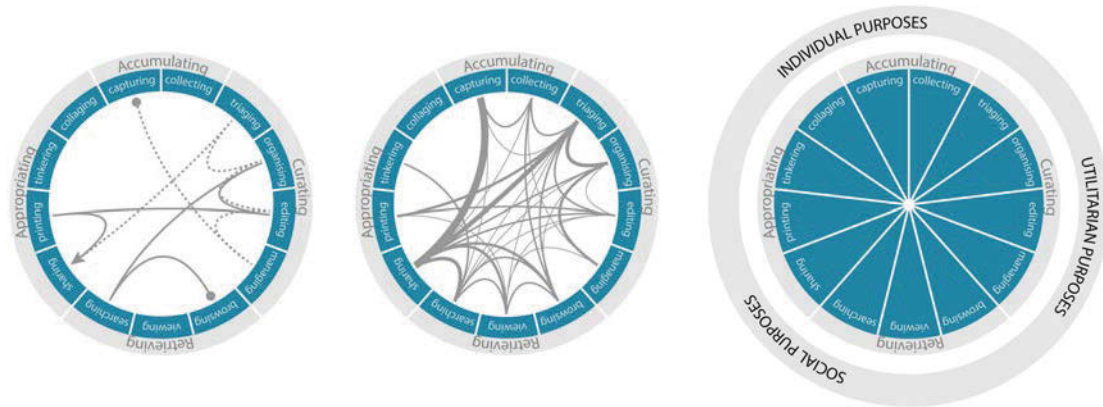 Accumulating
capturing
collecting
triaging
organising
editing
managing
Curating
browsing
viewing
searching
Retrieving
sharing
printing
tinkering
collaging
Appropriating
Accumulating
capturing
collecting
triaging
organising
editing
managing
Curating
browsing
viewing
searching
Retrieving
sharing
printing
tinkering
collaging
Appropriating
INDIVIDUAL PURPOSES
UTILITARIAN PURPOSES
SOCIAL PURPOSES
Accumulating
capturing
collecting
triaging
organising
editing
managing
Curating
browsing
viewing
searching
Retrieving
sharing
printing
tinkering
collaging
Appropriating